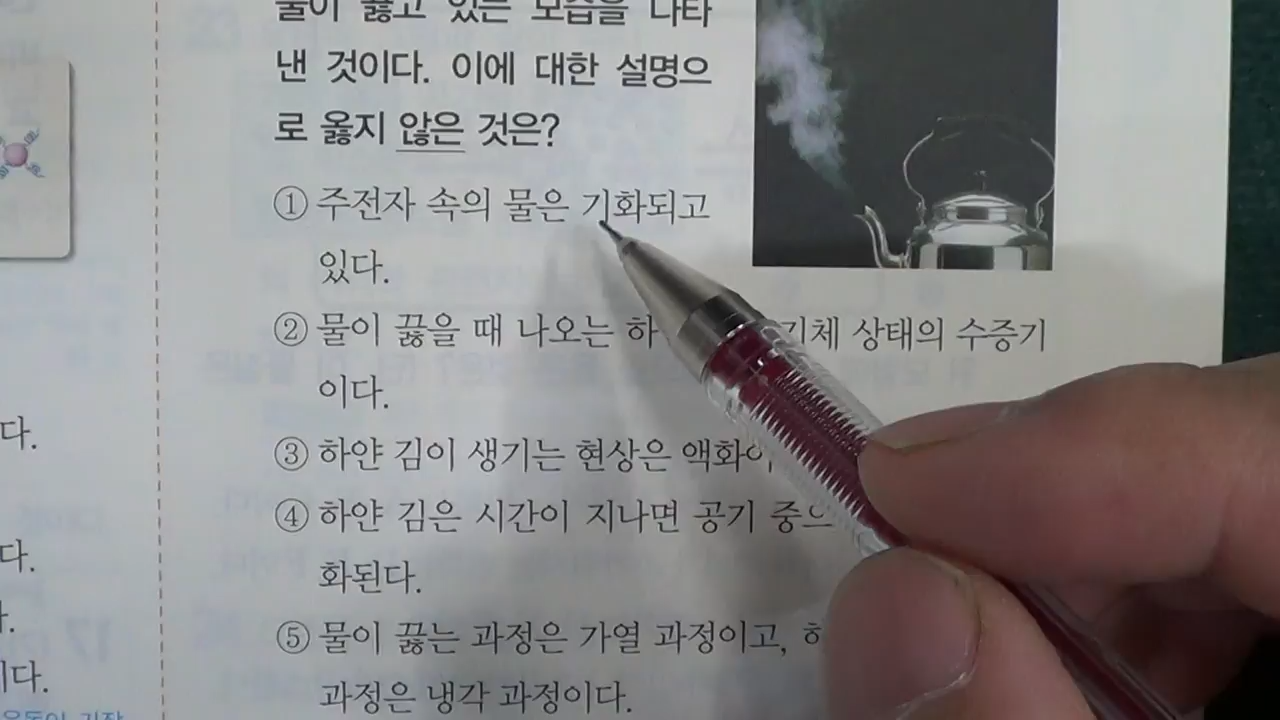 물이 끓고 있는 모습을 나타
낸 것이다. 이에 대한 설명으
로 옳지 않은 것은?
① 주전자 속의 물은 기화되고
있다.
② 물이 끓을 때 나오는 하 기체 상태의 수증기
이다.
③ 하얀 김이 생기는 현상은 액화
④ 하얀 김은 시간이 지나면 공기 중으
화된다.
⑤ 물이 끓는 과정은 가열 과정이고,
과정은 냉각 과정이다.
다.
다.
다.